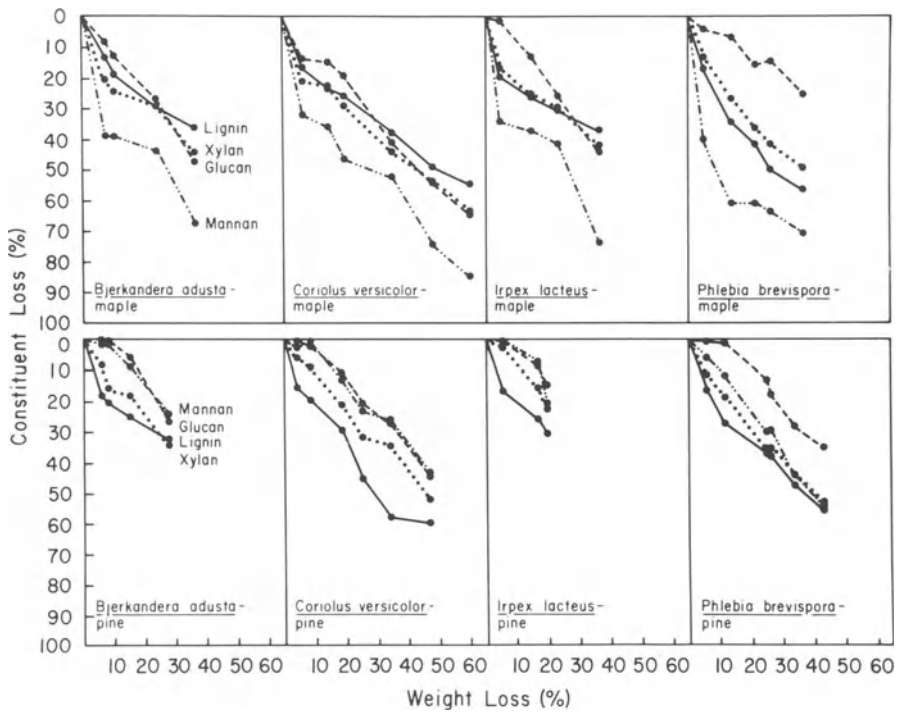 Constituent Loss (%)
0
10
20
30
40
50
60
70
80
90
100
Lignin
Xylan
Glucan
Mannan
Bjerkandera adusta-
maple
Coriolus versicolor-
maple
Irpex lacteus-
maple
Phlebia brevispora-
maple
0
10
20
30
40
50
60
70
80
90
100
Mannan
Glucan
Lignin
Xylan
Bjerkandera adusta-
pine
Coriolus versicolor-
pine
Irpex lacteus-
pine
Phlebia brevispora-
pine
10 20 30 40 50 60 10 20 30 40 50 60 10 20 30 40 50 60 10 20 30 40 50 60
Weight Loss (%)